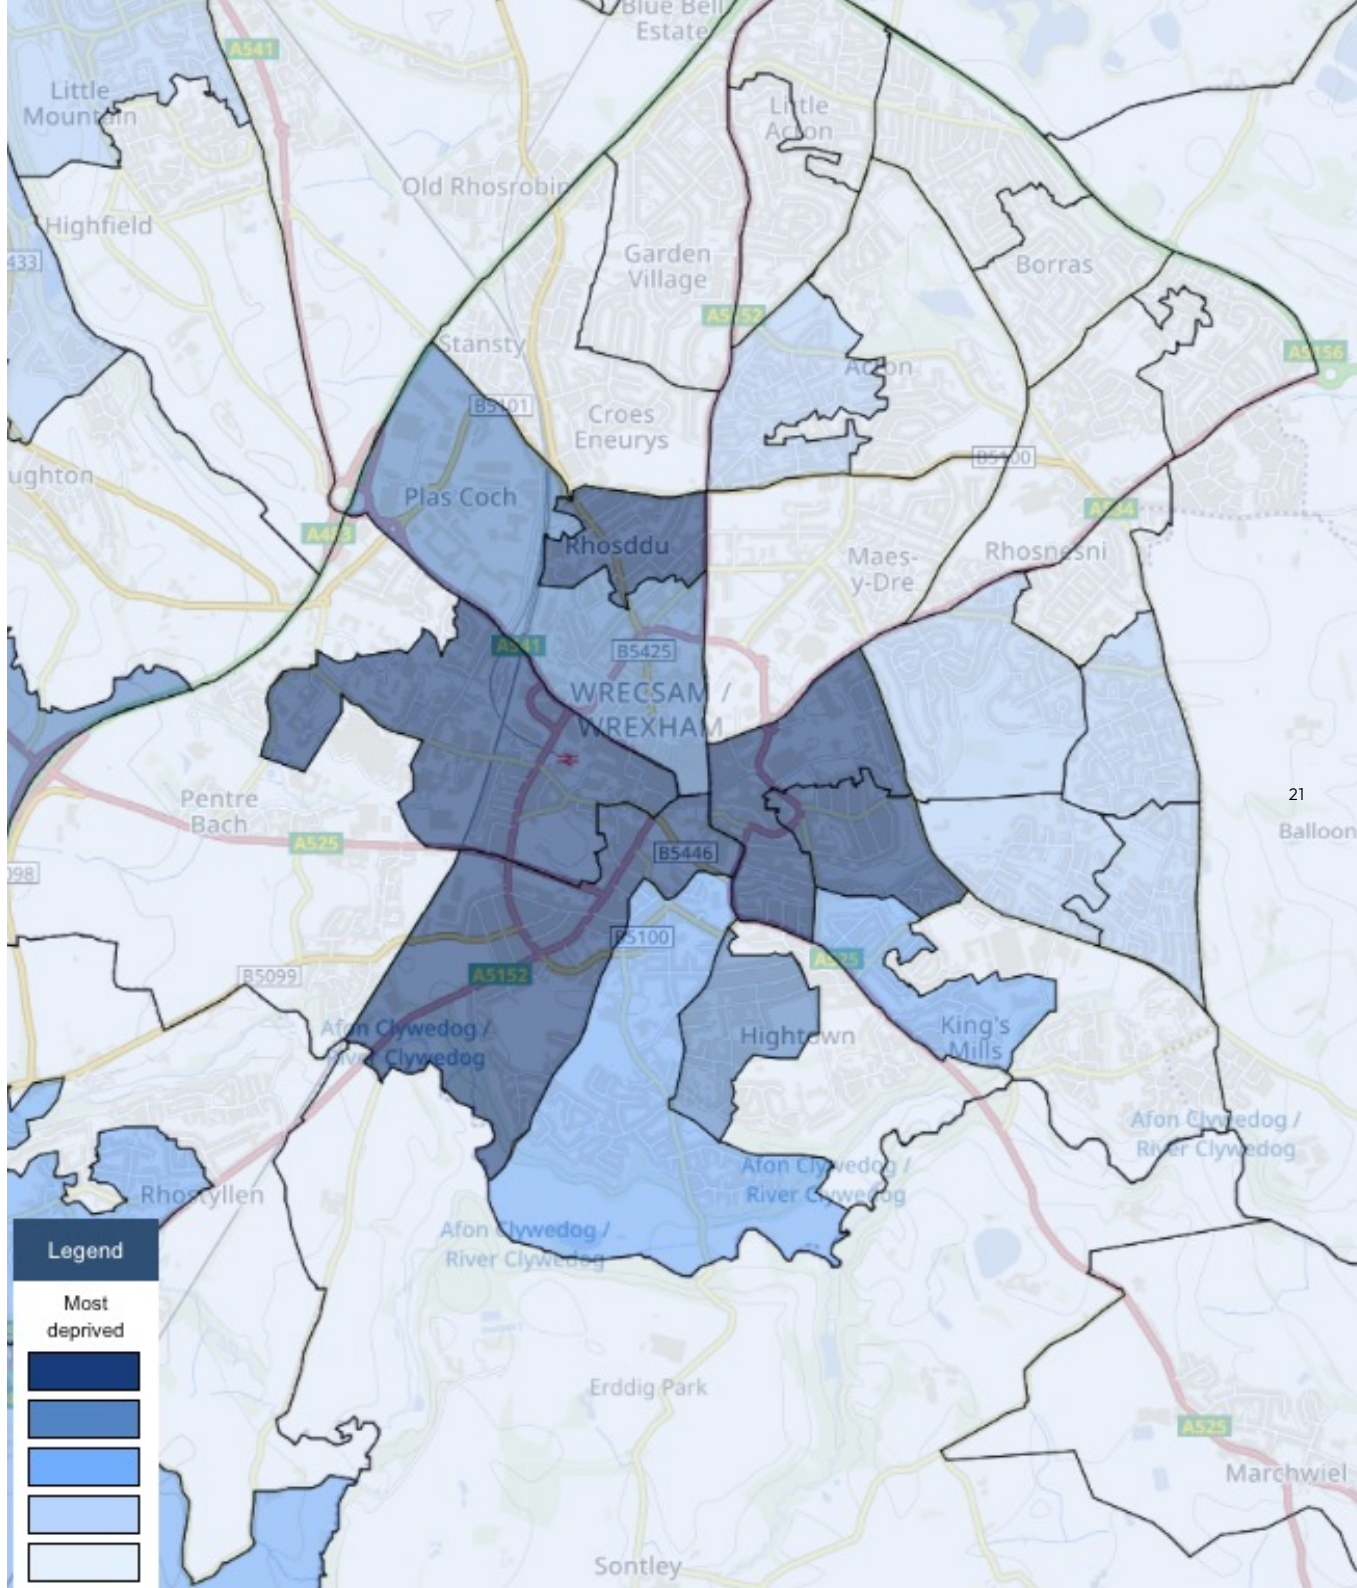 Blue Bell
Estate
A541
Little
Mountain
Little
Acton
Old Rhosrobin
Highfield
Garden
Village
Borras
433
A5152
Stansty
A5156
Acton
B5101
Croes
Eneurys
B5100
ughton
Plas Coch
A483
A534
Rhosddu
Maes-
y-Dre
Rhosnesni
A541
B5425
WRECSAM /
WREXHAM
Pentre
Bach
21
Balloon
A525
B5446
098
B5100
B5099
A5152
A525
Afon Clywedog /
River Clywedog
Hightown
King's
Mills
Afon Clywedog /
River Clywedog
Afon Clywedog /
River Clywedog
Rhostyllen
Afon Clywedog /
River Clywedog
Legend
Most
deprived
Erddig Park
A525
Marchwiel
Sontley